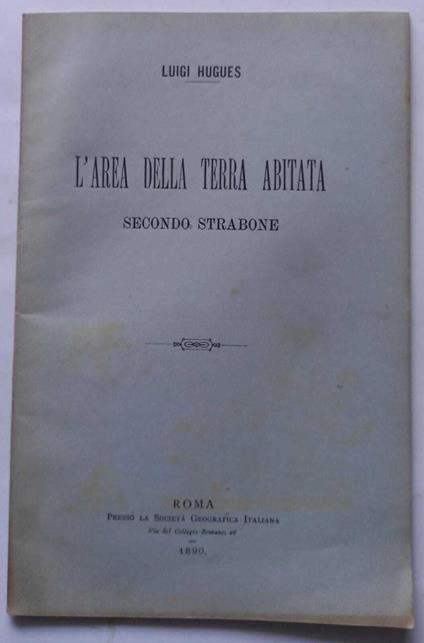 LUIGI HUGUES
L'AREA DELLA TERRA ABITATA
SECONDO STRABONE
ROMA
PRESSO LA SOCIETÀ GEOGRAFICA ITALIANA
Via del Collegio Romano, 26
1890.